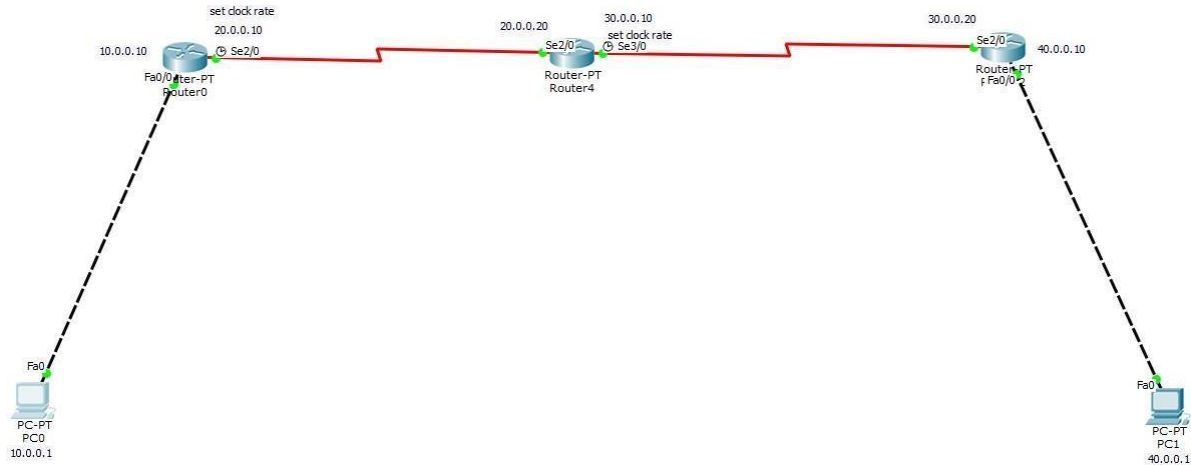 set clock rate
20.0.0.10
10.0.0.10
Se2/0
Fa0/0
Router0
20.0.0.20
30.0.0.10
set clock rate
Se2/0
Se3/0
Router-PT
Router4
30.0.0.20
Se2/0
40.0.0.10
Router-PT
Fa0/0
Fa0
PC-PT
PC0
10.0.0.1
Fa0
PC-PT
PC1
40.0.0.1